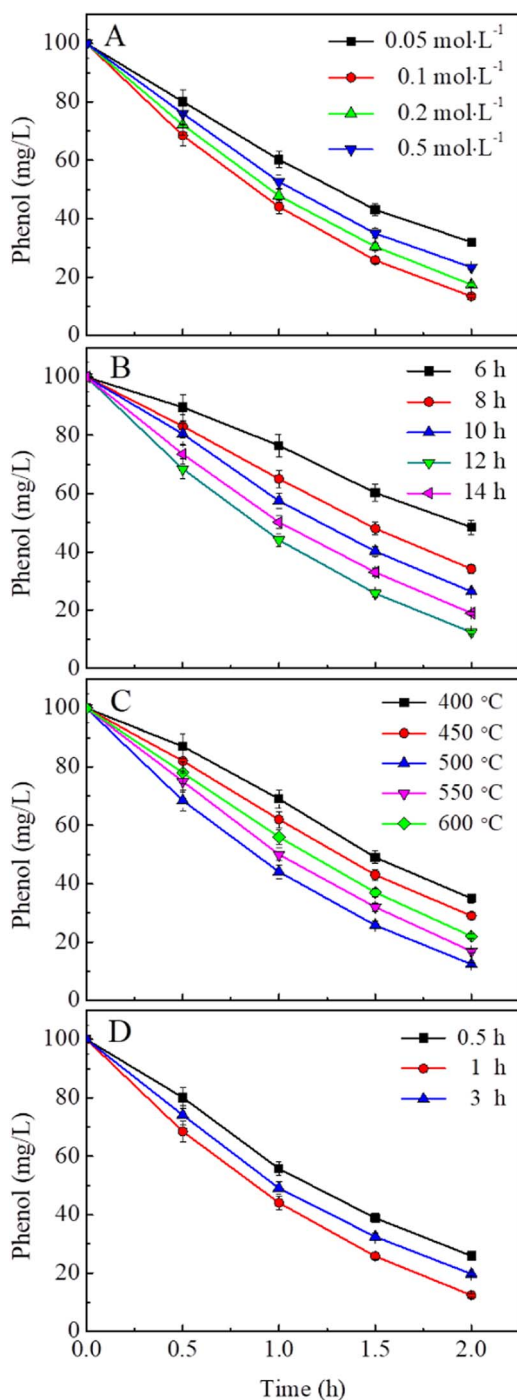 A
0.05 mol·L⁻¹
0.1 mol·L⁻¹
0.2 mol·L⁻¹
0.5 mol·L⁻¹
Phenol (mg/L)
100
80
60
40
20
0
B
6 h
8 h
10 h
12 h
14 h
Phenol (mg/L)
100
80
60
40
20
0
C
400 °C
450 °C
500 °C
550 °C
600 °C
Phenol (mg/L)
100
80
60
40
20
0
D
0.5 h
1 h
3 h
Phenol (mg/L)
100
80
60
40
20
0
0.0 0.5 1.0 1.5 2.0
Time (h)